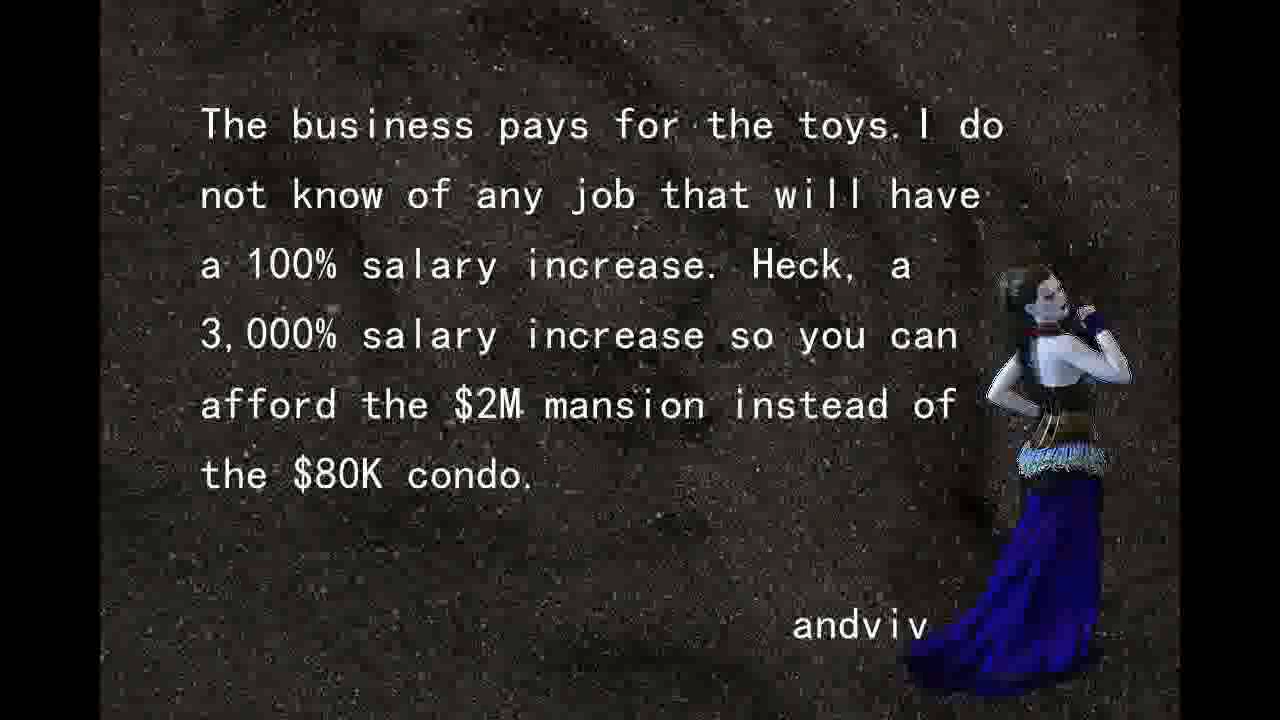 The business pays for the toys.I do
not know of any job that will have
a 100% salary increase. Heck, a
3,000% salary increase so you can
afford the $2M mansion instead of
the $80K condo.
andviv